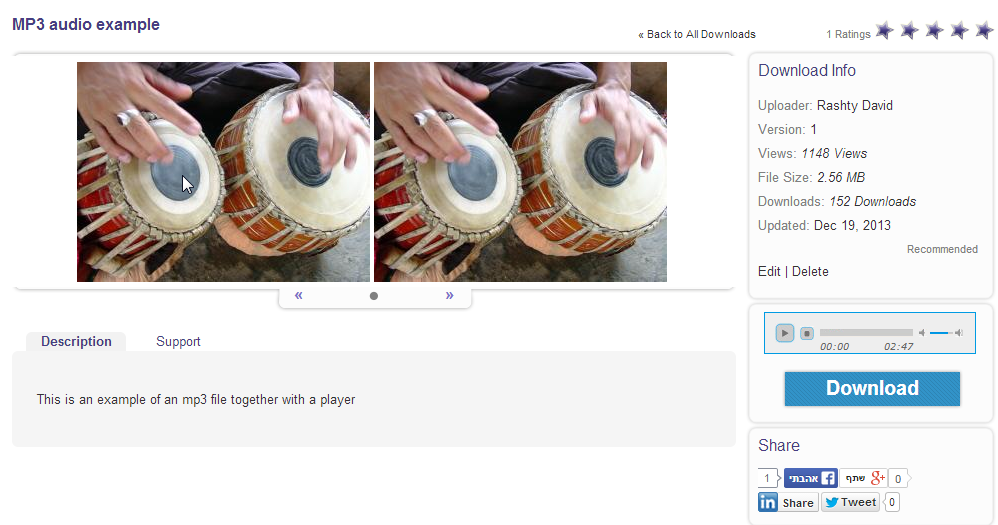 MP3 audio example
« Back to All Downloads
1 Ratings
« »
Description Support
This is an example of an mp3 file together with a player
Download Info
Uploader: Rashty David
Version: 1
Views: 1148 Views
File Size: 2.56 MB
Downloads: 152 Downloads
Updated: Dec 19, 2013
Recommended
Edit | Delete
00:00 02:47
Download
Share
1 אהבתי f שתף g+ 0
in Share Tweet 0